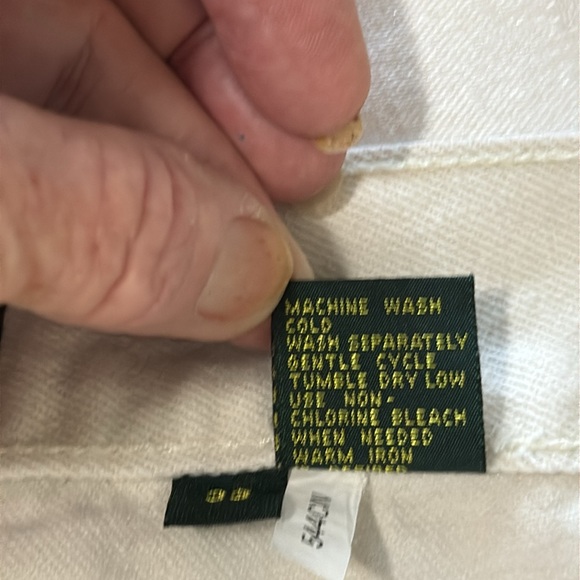 MACHINE WASH
COLD
WASH SEPARATELY
GENTLE CYCLE
TUMBLE DRY LOW
USE NON-
CHLORINE BLEACH
WHEN NEEDED
WARM IRON